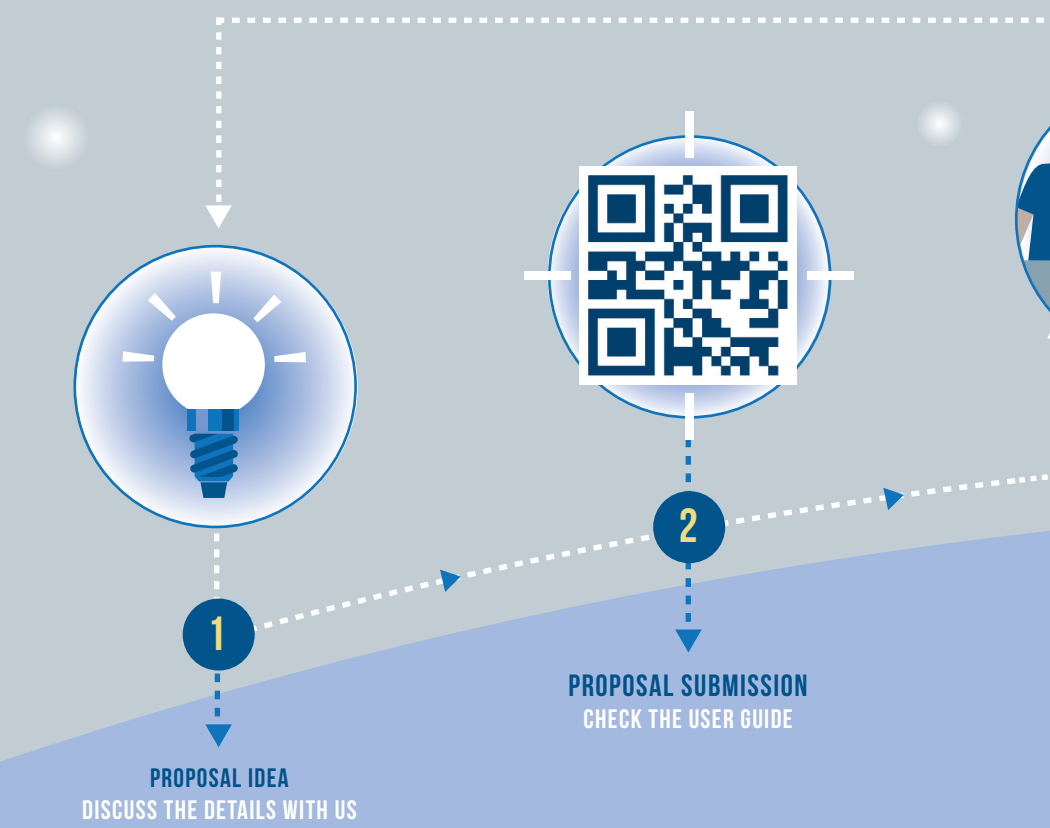 1
PROPOSAL IDEA
DISCUSS THE DETAILS WITH US
2
PROPOSAL SUBMISSION
CHECK THE USER GUIDE